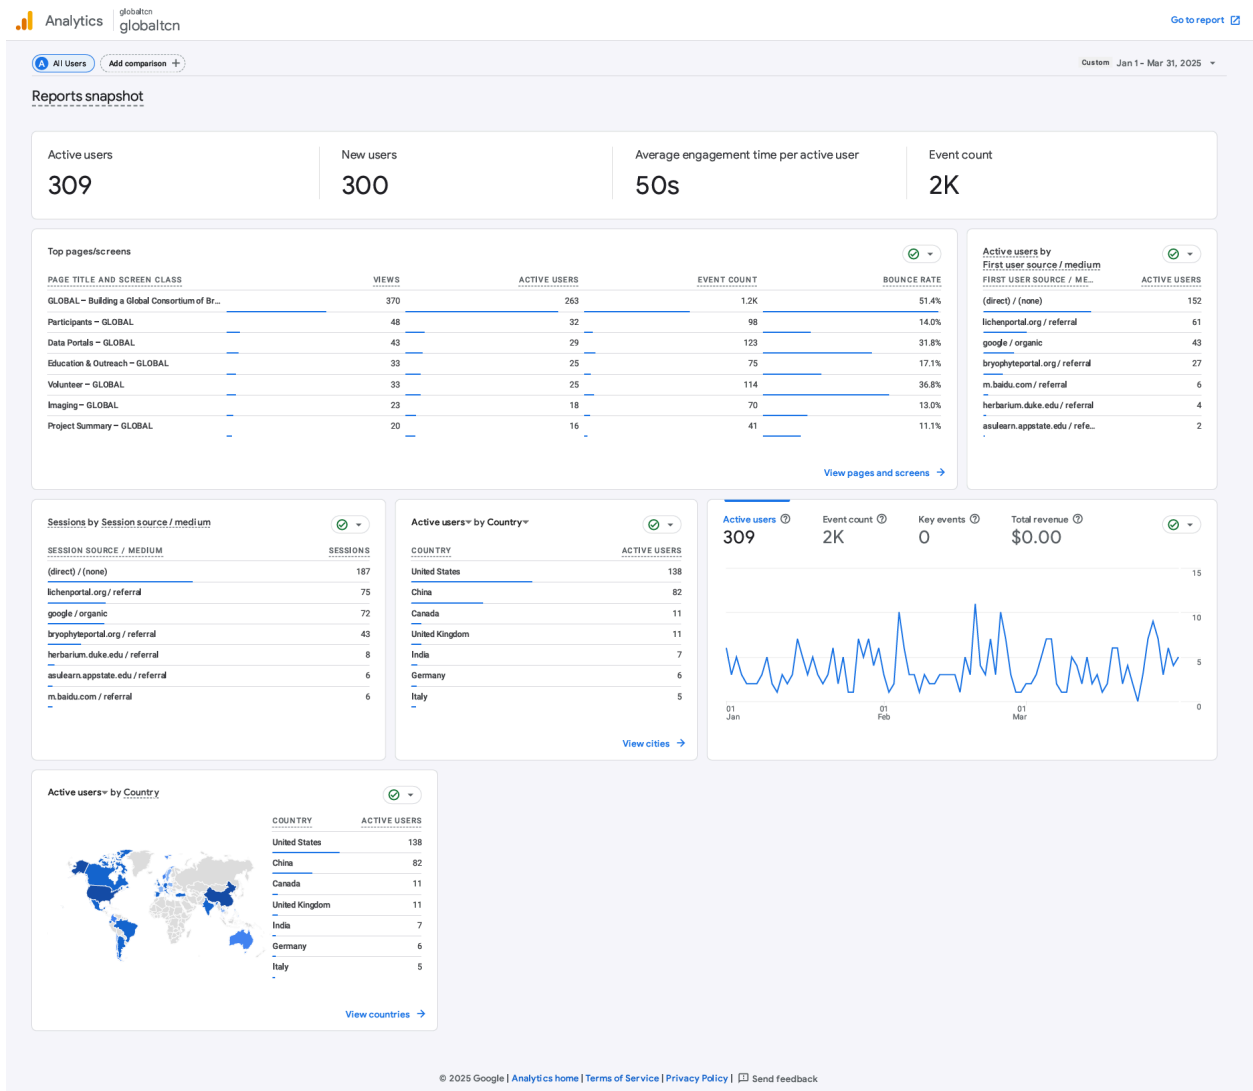 Analytics
globaltcn
globaltcn
Go to report
A All Users
Add comparison
Custom Jan 1 - Mar 31, 2025
Reports snapshot
Active users
309
New users
300
Average engagement time per active user
50s
Event count
2K
Top pages/screens
PAGE TITLE AND SCREEN CLASS VIEWS ACTIVE USERS EVENT COUNT BOUNCE RATE
GLOBAL – Building a Global Consortium of Br... 370 263 1.2K 51.4%
Participants – GLOBAL 48 32 98 14.0%
Data Portals – GLOBAL 43 29 123 31.8%
Education & Outreach – GLOBAL 33 25 75 17.1%
Volunteer – GLOBAL 33 25 114 36.8%
Imaging – GLOBAL 23 18 70 13.0%
Project Summary – GLOBAL 20 16 41 11.1%
View pages and screens
Active users by
First user source / medium
FIRST USER SOURCE / ME... ACTIVE USERS
(direct) / (none) 152
lichenportal.org / referral 61
google / organic 43
bryophyteportal.org / referral 27
m.baidu.com / referral 6
herbarium.duke.edu / referral 4
asulearn.appstate.edu / refe... 2
Sessions by Session source / medium
SESSION SOURCE / MEDIUM SESSIONS
(direct) / (none) 187
lichenportal.org / referral 75
google / organic 72
bryophyteportal.org / referral 43
herbarium.duke.edu / referral 8
asulearn.appstate.edu / referral 6
m.baidu.com / referral 6
Active users by Country
COUNTRY ACTIVE USERS
United States 138
China 82
Canada 11
United Kingdom 11
India 7
Germany 6
Italy 5
View cities
Active users
309
Event count
2K
Key events
0
Total revenue
$0.00
15
10
5
0
01 Jan
01 Feb
01 Mar
Active users by Country
COUNTRY ACTIVE USERS
United States 138
China 82
Canada 11
United Kingdom 11
India 7
Germany 6
Italy 5
View countries
© 2025 Google | Analytics home | Terms of Service | Privacy Policy | Send feedback